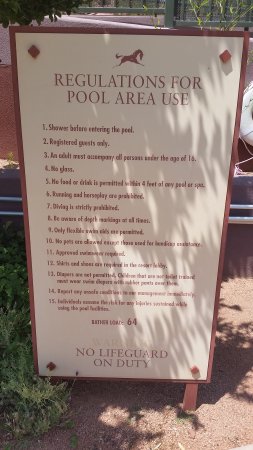 REGULATIONS FOR
POOL AREA USE
1. Shower before entering the pool.
2. Registered guests only.
3. An adult must accompany all persons under the age of 16.
4. No glass.
5. No food or drink is permitted within 4 feet of any pool or spa.
6. Running and horseplay are prohibited.
7. Diving is strictly prohibited.
8. Be aware of depth markings at all times.
9. Only flexible swim aids are permitted.
10. No pets are allowed except those used for handicap assistance.
11. Approved swimwear required.
12. Shirts and shoes are required in the resort lobby.
13. Diapers are not permitted. Children that are not toilet trained
must wear swim diapers with rubber pants over them.
14. Report any unsafe conditions to our management immediately.
15. Individuals assume the risk for any injuries sustained while
using the pool facilities.
BATHER LOAD: 64
WARNING
NO LIFEGUARD
ON DUTY